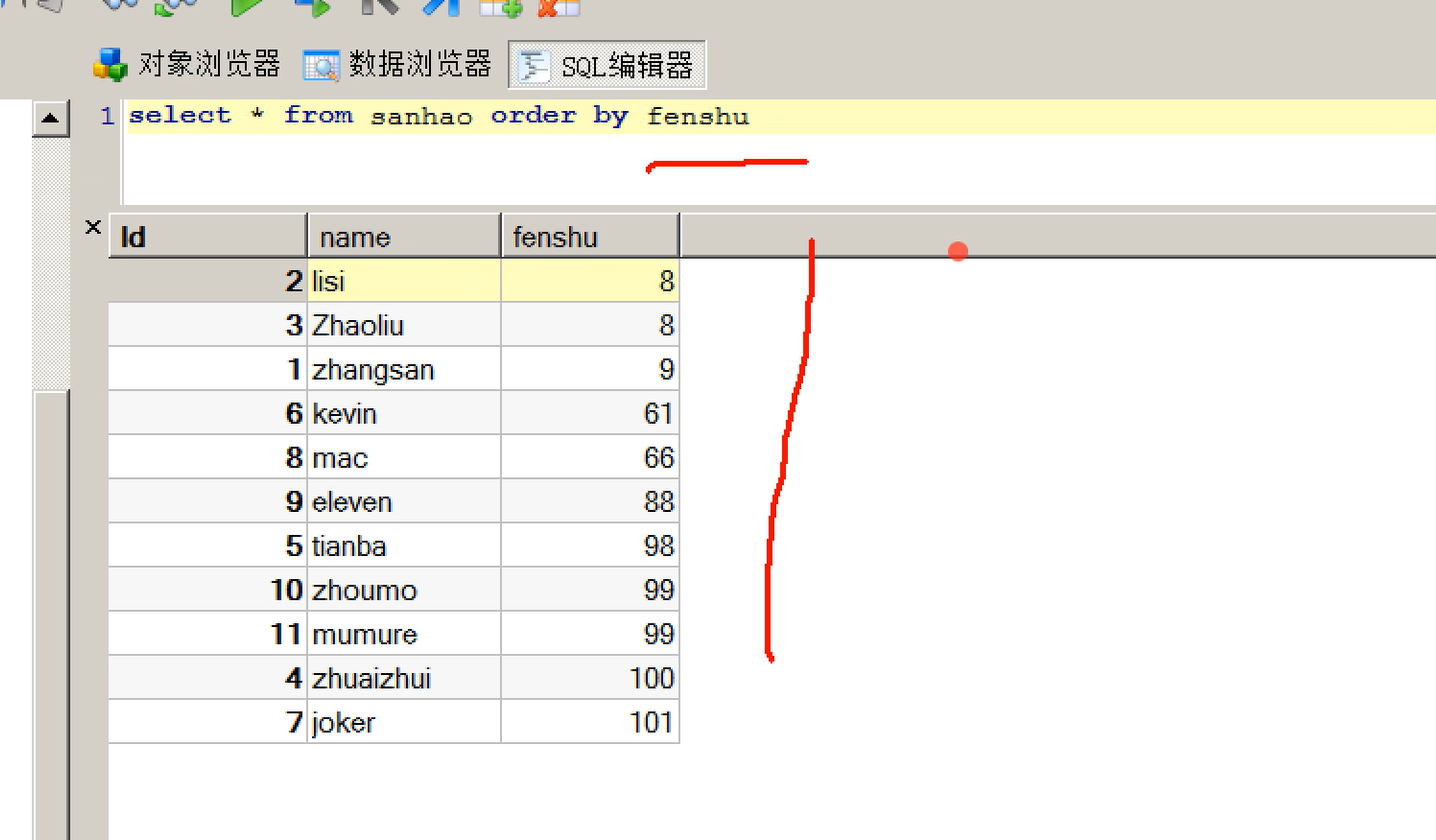 对象浏览器 数据浏览器 SQL编辑器
1 select * from sanhao order by fenshu
Id name fenshu
2 lisi 8
3 Zhaoliu 8
1 zhangsan 9
6 kevin 61
8 mac 66
9 eleven 88
5 tianba 98
10 zhoumo 99
11 mumure 99
4 zhuaizhui 100
7 joker 101